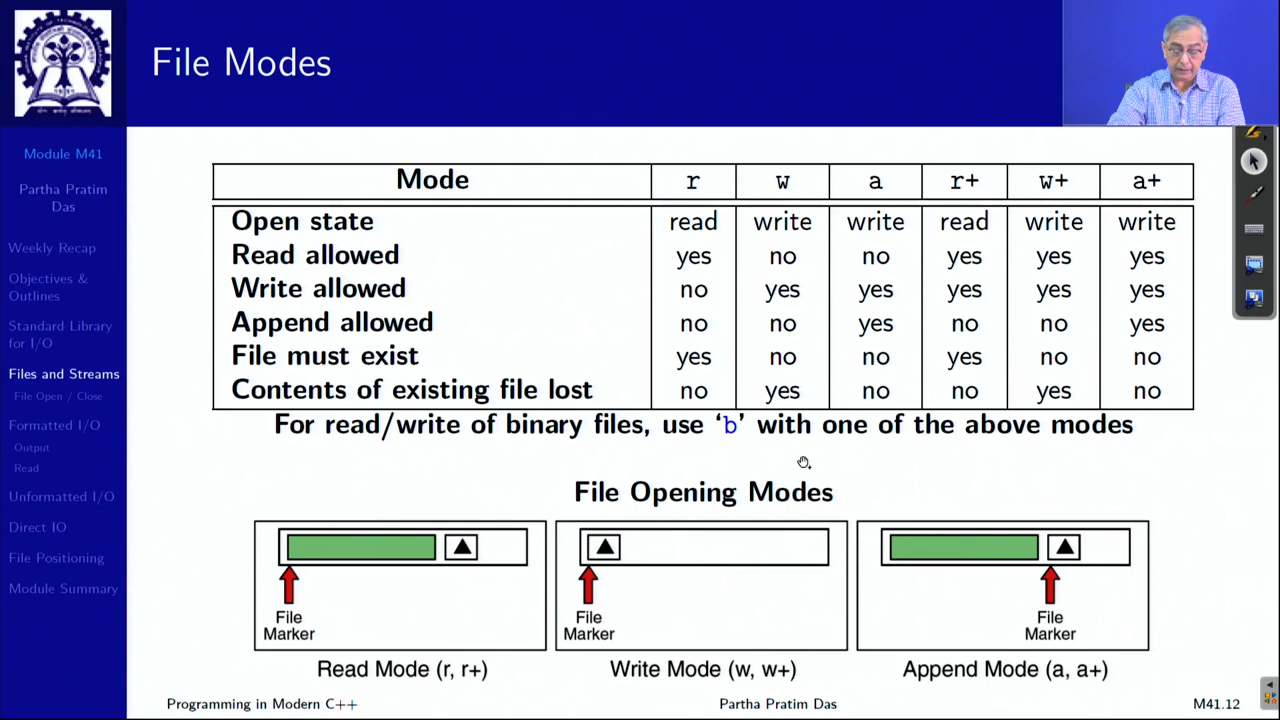 File Modes
Module M41
Partha Pratim
Das
Weekly Recap
Objectives &
Outlines
Standard Library
for I/O
Files and Streams
File Open / Close
Formatted I/O
Output
Read
Unformatted I/O
Direct IO
File Positioning
Module Summary
Mode r w a r+ w+ a+
Open state read write write read write write
Read allowed yes no no yes yes yes
Write allowed no yes yes yes yes yes
Append allowed no no yes no no yes
File must exist yes no no yes no no
Contents of existing file lost no yes no no yes no
For read/write of binary files, use ‘b’ with one of the above modes
File Opening Modes
File
Marker
Read Mode (r, r+)
File
Marker
Write Mode (w, w+)
File
Marker
Append Mode (a, a+)
Programming in Modern C++ Partha Pratim Das M41.12